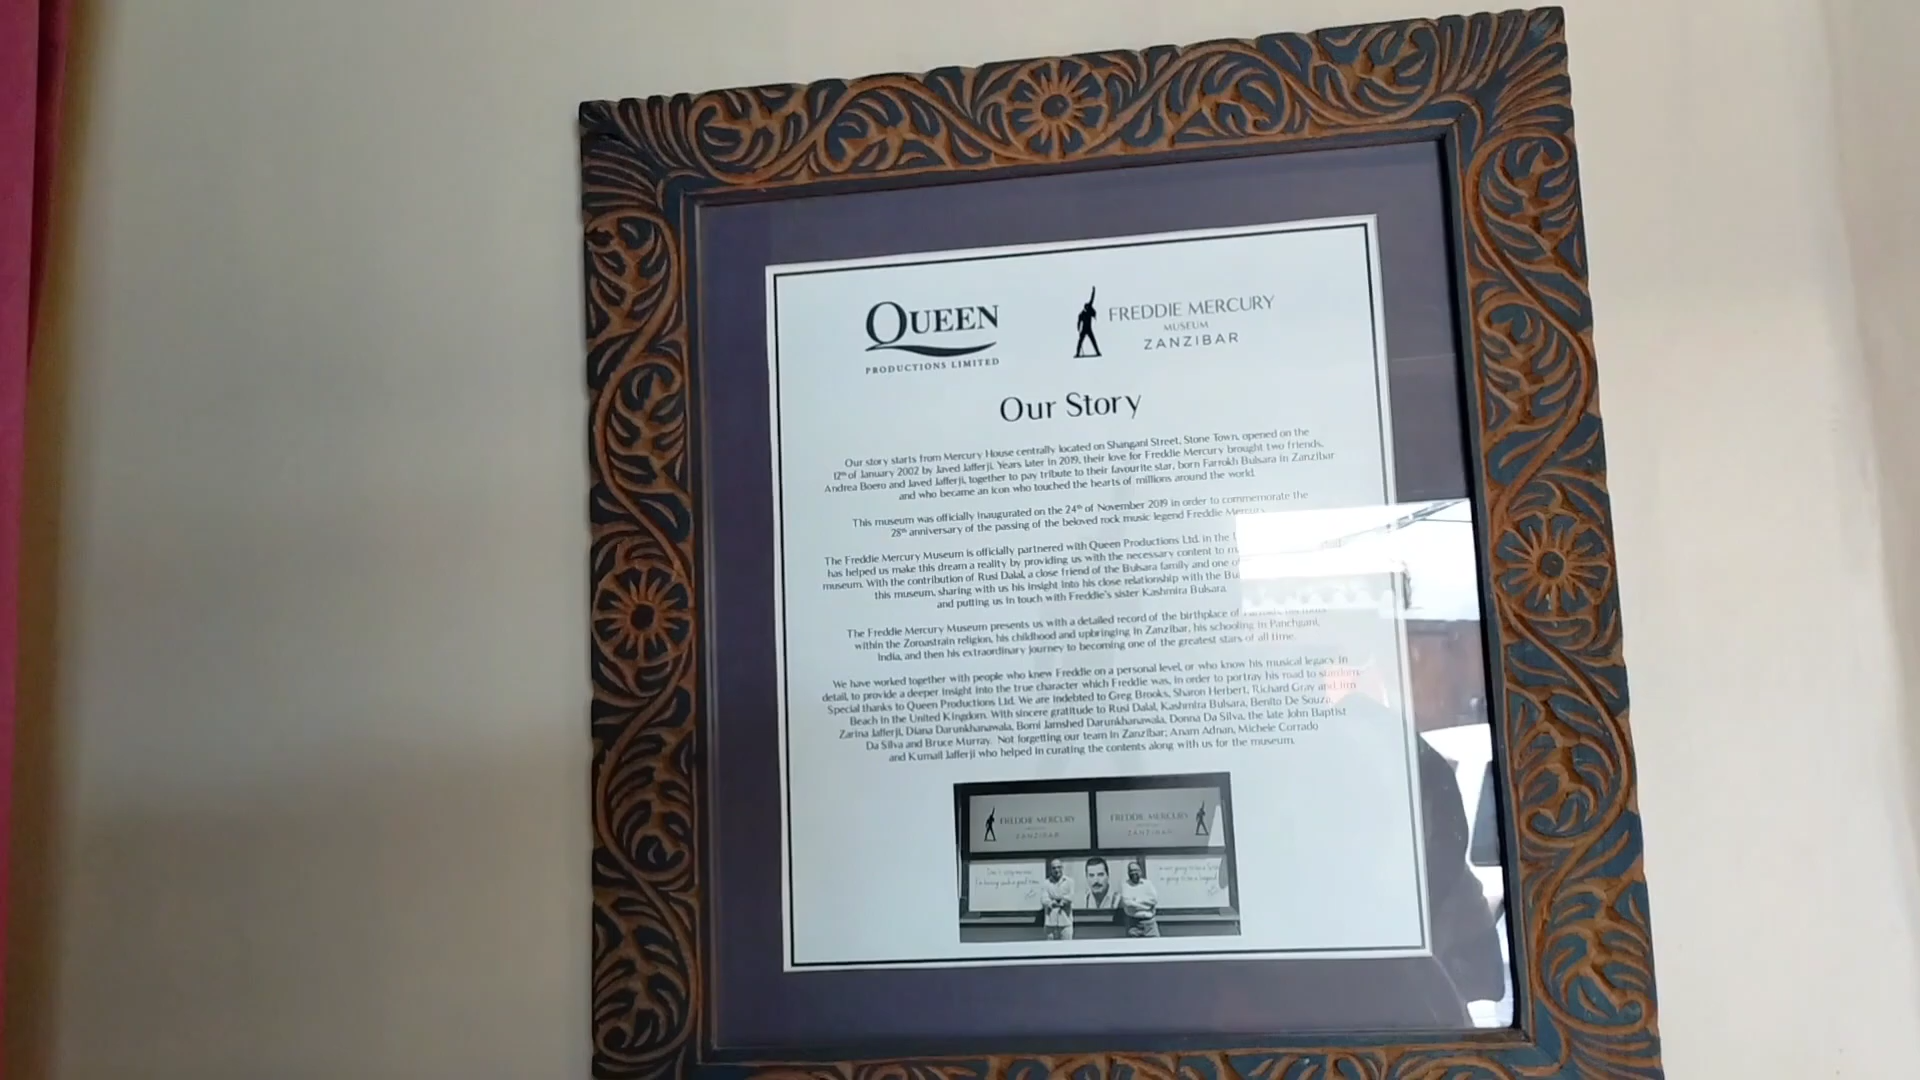 QUEEN
PRODUCTIONS LIMITED
FREDDIE MERCURY
MUSEUM
ZANZIBAR
Our Story
Our story starts from Mercury House centrally located on Shangani Street, Stone Town, opened on the
12th of January 2002 by Javed Jafferji. Years later in 2019, their love for Freddie Mercury brought two friends,
Andrea Boero and Javed Jafferji, together to pay tribute to their favourite star, born Farrokh Bulsara in Zanzibar
and who became an icon who touched the hearts of millions around the world.
This museum was officially inaugurated on the 24th of November 2019 in order to commemorate the
28th anniversary of the passing of the beloved rock music legend Freddie Mercury.
The Freddie Mercury Museum is officially partnered with Queen Productions Ltd. in the
has helped us make this dream a reality by providing us with the necessary content to
museum. With the contribution of Rusi Dalal, a close friend of the Bulsara family and one
this museum, sharing with us his insight into his close relationship with the
and putting us in touch with Freddie's sister Kashmira Bulsara.
The Freddie Mercury Museum presents us with a detailed record of the birthplace of
within the Zoroastrain religion, his childhood and upbringing in Zanzibar, his schooling in Panchgani,
India, and then his extraordinary journey to becoming one of the greatest stars of all time.
We have worked together with people who knew Freddie on a personal level, or who know his musical legacy in
detail, to provide a deeper insight into the true character which Freddie was, in order to portray his road to stardom.
Special thanks to Queen Productions Ltd. We are indebted to Greg Brooks, Sharon Herbert, Richard Gray and Jim
Beach in the United Kingdom. With sincere gratitude to Rusi Dalal, Kashmira Bulsara, Benito De Souza,
Zarina Jafferji, Diana Darunkhanawala, Bomi Jamshed Darunkhanawala, Donna Da Silva, the late John Baptist
Da Silva and Bruce Murray. Not forgetting our team in Zanzibar; Anam Adnan, Michele Corrado
and Kumail Jafferji who helped in curating the contents along with us for the museum.
FREDDIE MERCURY
ZANZIBAR
FREDDIE MERCURY
ZANZIBAR